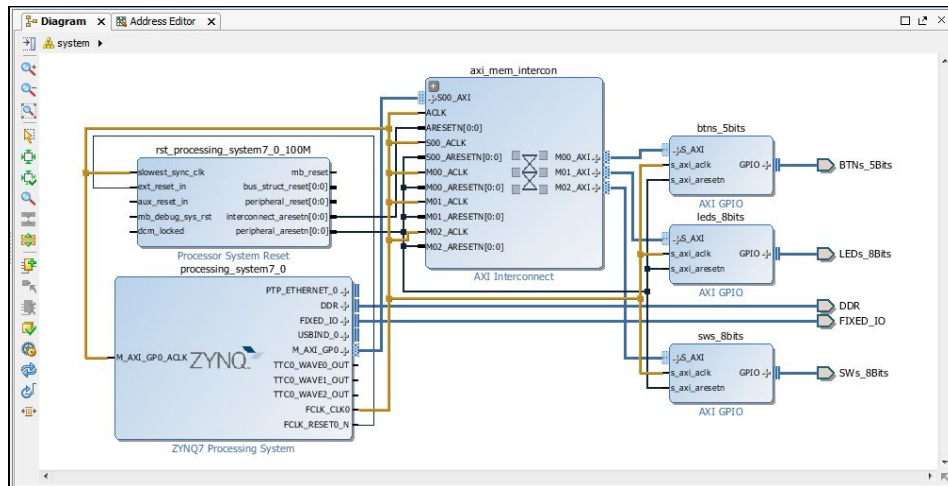 Diagram
Address Editor
system
axi_mem_intercon
S00_AXI
ACLK
ARESETN[0:0]
S00_ACLK
S00_ARESETN[0:0]
M00_ACLK
M00_ARESETN[0:0]
M01_ACLK
M01_ARESETN[0:0]
M02_ACLK
M02_ARESETN[0:0]
M00_AXI
M01_AXI
M02_AXI
AXI Interconnect
rst_processing_system7_0_100M
slowest_sync_clk
ext_reset_in
aux_reset_in
mb_debug_sys_rst
dcm_locked
mb_reset
bus_struct_reset[0:0]
peripheral_reset[0:0]
interconnect_aresetn[0:0]
peripheral_aresetn[0:0]
Processor System Reset
processing_system7_0
M_AXI_GP0_ACLK
ZYNQ
PTP_ETHERNET_0
DDR
FIXED_IO
USBIND_0
M_AXI_GP0
TTC0_WAVE0_OUT
TTC0_WAVE1_OUT
TTC0_WAVE2_OUT
FCLK_CLK0
FCLK_RESET0_N
ZYNQ7 Processing System
btns_5bits
S_AXI
s_axi_aclk
s_axi_aresetn
GPIO
AXI GPIO
BTNs_5Bits
leds_8bits
S_AXI
s_axi_aclk
s_axi_aresetn
GPIO
AXI GPIO
LEDs_8Bits
DDR
FIXED_IO
sws_8bits
S_AXI
s_axi_aclk
s_axi_aresetn
GPIO
AXI GPIO
SWs_8Bits